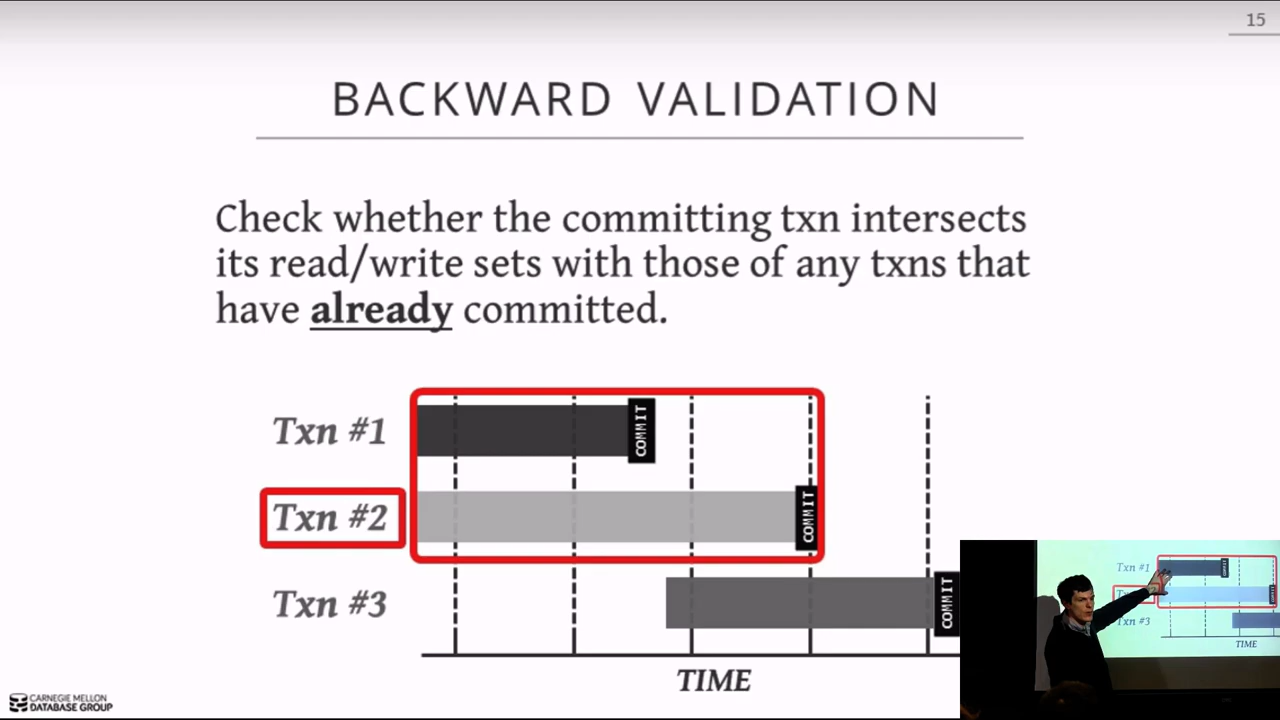 15
BACKWARD VALIDATION
Check whether the committing txn intersects
its read/write sets with those of any txns that
have already committed.
Txn #1
COMMIT
Txn #2
COMMIT
Txn #3
COMMIT
TIME
CARNEGIE MELLON
DATABASE GROUP
Txn #1
Txn #3
TIME